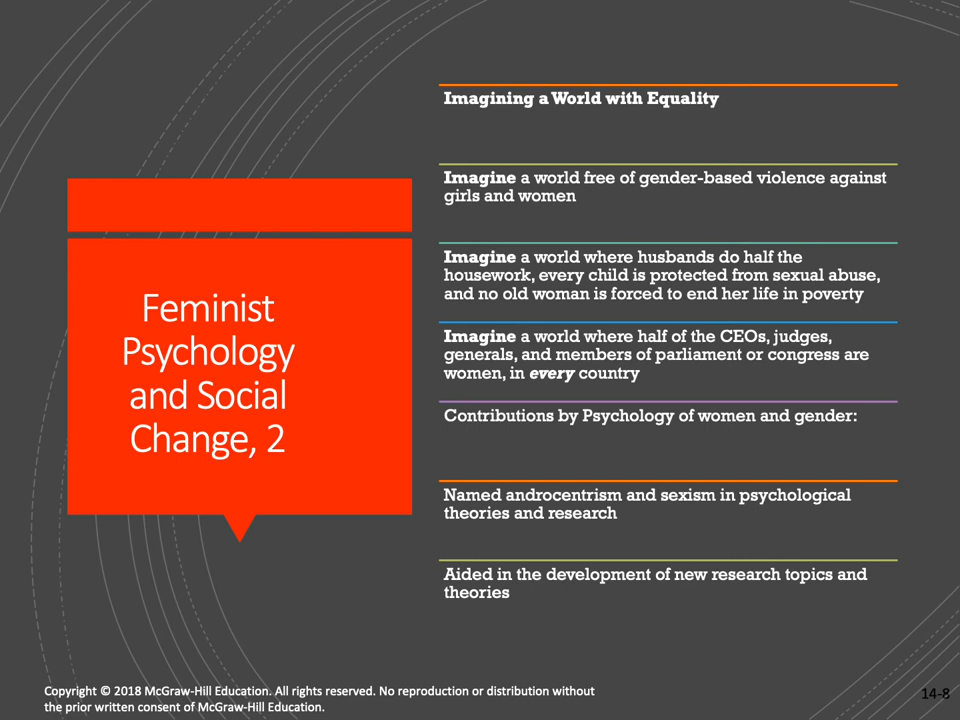 Feminist
Psychology
and Social
Change, 2
Imagining a World with Equality
Imagine a world free of gender-based violence against
girls and women
Imagine a world where husbands do half the
housework, every child is protected from sexual abuse,
and no old woman is forced to end her life in poverty
Imagine a world where half of the CEOs, judges,
generals, and members of parliament or congress are
women, in every country
Contributions by Psychology of women and gender:
Named androcentrism and sexism in psychological
theories and research
Aided in the development of new research topics and
theories
Copyright © 2018 McGraw-Hill Education. All rights reserved. No reproduction or distribution without
the prior written consent of McGraw-Hill Education.
14-8